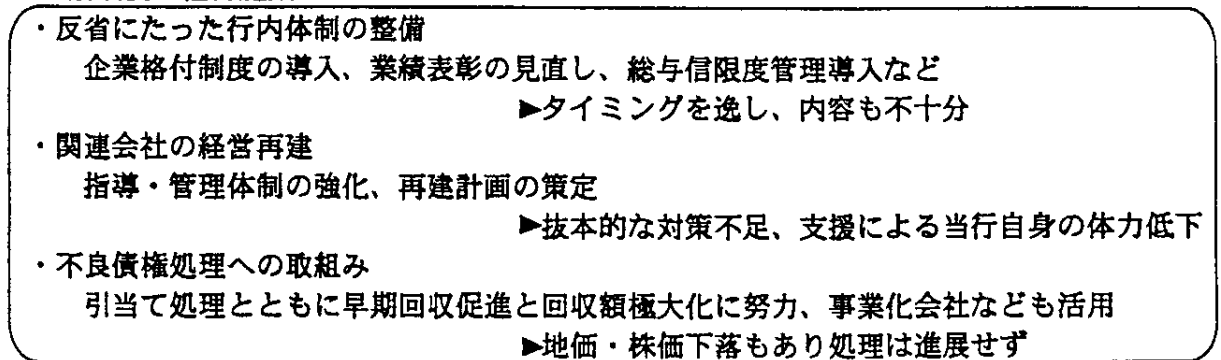 ・反省にたった行内体制の整備
企業格付制度の導入、業績表彰の見直し、総与信限度管理導入など
▶タイミングを逸し、内容も不十分
・関連会社の経営再建
指導・管理体制の強化、再建計画の策定
▶抜本的な対策不足、支援による当行自身の体力低下
・不良債権処理への取組み
引当て処理とともに早期回収促進と回収額極大化に努力、事業化会社なども活用
▶地価・株価下落もあり処理は進展せず